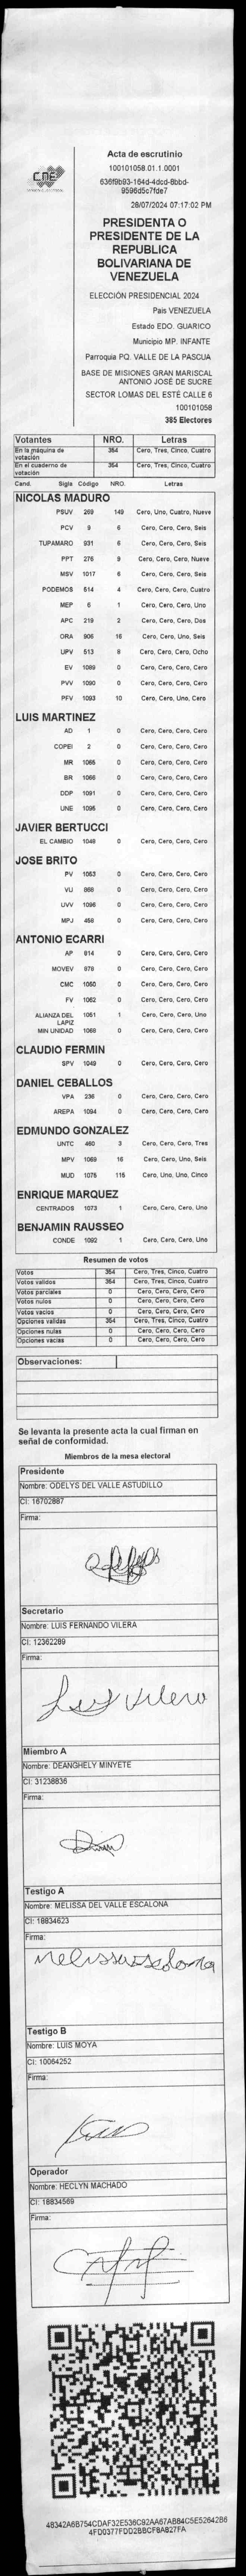 CNE
Acta de escrutinio
100101058.01.1.0001
636f9b93-164d-4dcd-8bbd-
9596d5c7fde7
28/07/2024 07:17:02 PM
PRESIDENTA O
PRESIDENTE DE LA
REPUBLICA
BOLIVARIANA DE
VENEZUELA
ELECCIÓN PRESIDENCIAL 2024
Pais VENEZUELA
Estado EDO. GUARICO
Municipio MP. INFANTE
Parroquia PQ. VALLE DE LA PASCUA
BASE DE MISIONES GRAN MARISCAL
ANTONIO JOSÉ DE SUCRE
SECTOR LOMAS DEL ESTE CALLE 6
100101058
385 Electores
Votantes NRO. Letras
En la máquina de votación 354 Cero, Tres, Cinco, Cuatro
En el cuaderno de votación 354 Cero, Tres, Cinco, Cuatro
Cand. Sigla Código NRO. Letras
NICOLAS MADURO
PSUV 269 149 Cero, Uno, Cuatro, Nueve
PCV 9 6 Cero, Cero, Cero, Seis
TUPAMARO 931 6 Cero, Cero, Cero, Seis
PPT 276 9 Cero, Cero, Cero, Nueve
MSV 1017 6 Cero, Cero, Cero, Seis
PODEMOS 514 4 Cero, Cero, Cero, Cuatro
MEP 6 1 Cero, Cero, Cero, Uno
APC 219 2 Cero, Cero, Cero, Dos
ORA 906 16 Cero, Cero, Uno, Seis
UPV 513 8 Cero, Cero, Cero, Ocho
EV 1089 0 Cero, Cero, Cero, Cero
PVV 1090 0 Cero, Cero, Cero, Cero
PFV 1093 10 Cero, Cero, Uno, Cero
LUIS MARTINEZ
AD 1 0 Cero, Cero, Cero, Cero
COPEI 2 0 Cero, Cero, Cero, Cero
MR 1065 0 Cero, Cero, Cero, Cero
BR 1066 0 Cero, Cero, Cero, Cero
DDP 1091 0 Cero, Cero, Cero, Cero
UNE 1095 0 Cero, Cero, Cero, Cero
JAVIER BERTUCCI
EL CAMBIO 1048 0 Cero, Cero, Cero, Cero
JOSE BRITO
PV 1053 0 Cero, Cero, Cero, Cero
VU 868 0 Cero, Cero, Cero, Cero
UVV 1096 0 Cero, Cero, Cero, Cero
MPJ 458 0 Cero, Cero, Cero, Cero
ANTONIO ECARRI
AP 814 0 Cero, Cero, Cero, Cero
MOVEV 979 0 Cero, Cero, Cero, Cero
CMC 1050 0 Cero, Cero, Cero, Cero
FV 1062 0 Cero, Cero, Cero, Cero
ALIANZA DEL LAPIZ 1051 1 Cero, Cero, Cero, Uno
MIN UNIDAD 1068 0 Cero, Cero, Cero, Cero
CLAUDIO FERMIN
SPV 1049 0 Cero, Cero, Cero, Cero
DANIEL CEBALLOS
VPA 236 0 Cero, Cero, Cero, Cero
AREPA 1094 0 Cero, Cero, Cero, Cero
EDMUNDO GONZALEZ
UNTC 460 3 Cero, Cero, Cero, Tres
MPV 1069 16 Cero, Cero, Uno, Seis
MUD 1075 115 Cero, Uno, Uno, Cinco
ENRIQUE MARQUEZ
CENTRADOS 1073 1 Cero, Cero, Cero, Uno
BENJAMIN RAUSSEO
CONDE 1092 1 Cero, Cero, Cero, Uno
Resumen de votos
Votos 354 Cero, Tres, Cinco, Cuatro
Votos validos 354 Cero, Tres, Cinco, Cuatro
Votos parciales 0 Cero, Cero, Cero, Cero
Votos nulos 0 Cero, Cero, Cero, Cero
Votos vacios 0 Cero, Cero, Cero, Cero
Opciones validas 354 Cero, Tres, Cinco, Cuatro
Opciones nulas 0 Cero, Cero, Cero, Cero
Opciones vacias 0 Cero, Cero, Cero, Cero
Observaciones:
Se levanta la presente acta la cual firman en
señal de conformidad.
Miembros de la mesa electoral
Presidente
Nombre: ODELYS DEL VALLE ASTUDILLO
CI: 16702887
Firma:
Secretario
Nombre: LUIS FERNANDO VILERA
CI: 12362289
Firma:
Luis Vilera
Miembro A
Nombre: DEANGHELY MINYETE
CI: 31238836
Firma:
Testigo A
Nombre: MELISSA DEL VALLE ESCALONA
CI: 18834623
Firma:
Testigo B
Nombre: LUIS MOYA
CI: 10064252
Firma:
Operador
Nombre: HECLYN MACHADO
CI: 16834569
Firma:
48342A6B754CDAF32E536C92AA67AB84C5E52642B6
4FD0377FDD2BBCF8A827FA